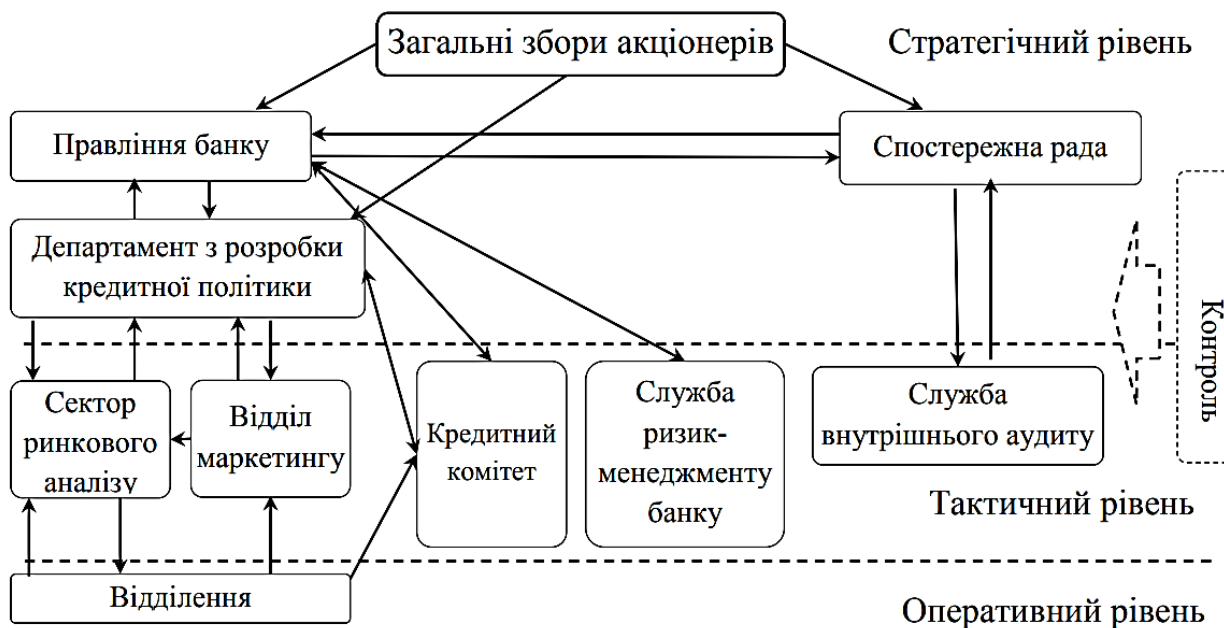 Загальні збори акціонерів
Стратегічний рівень
Правління банку
Спостережна рада
Департамент з розробки
кредитної політики
Контроль
Сектор
ринкового
аналізу
Відділ
маркетингу
Кредитний
комітет
Служба
ризик-
менеджменту
банку
Служба
внутрішнього аудиту
Тактичний рівень
Відділення
Оперативний рівень